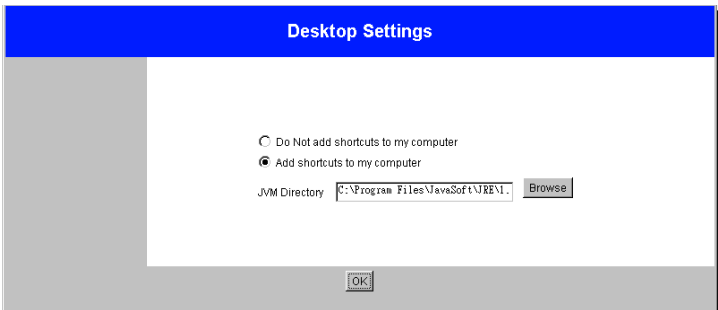 Desktop Settings
Do Not add shortcuts to my computer
Add shortcuts to my computer
JVM Directory C:\Program Files\JavaSoft\JRE\1. Browse
OK